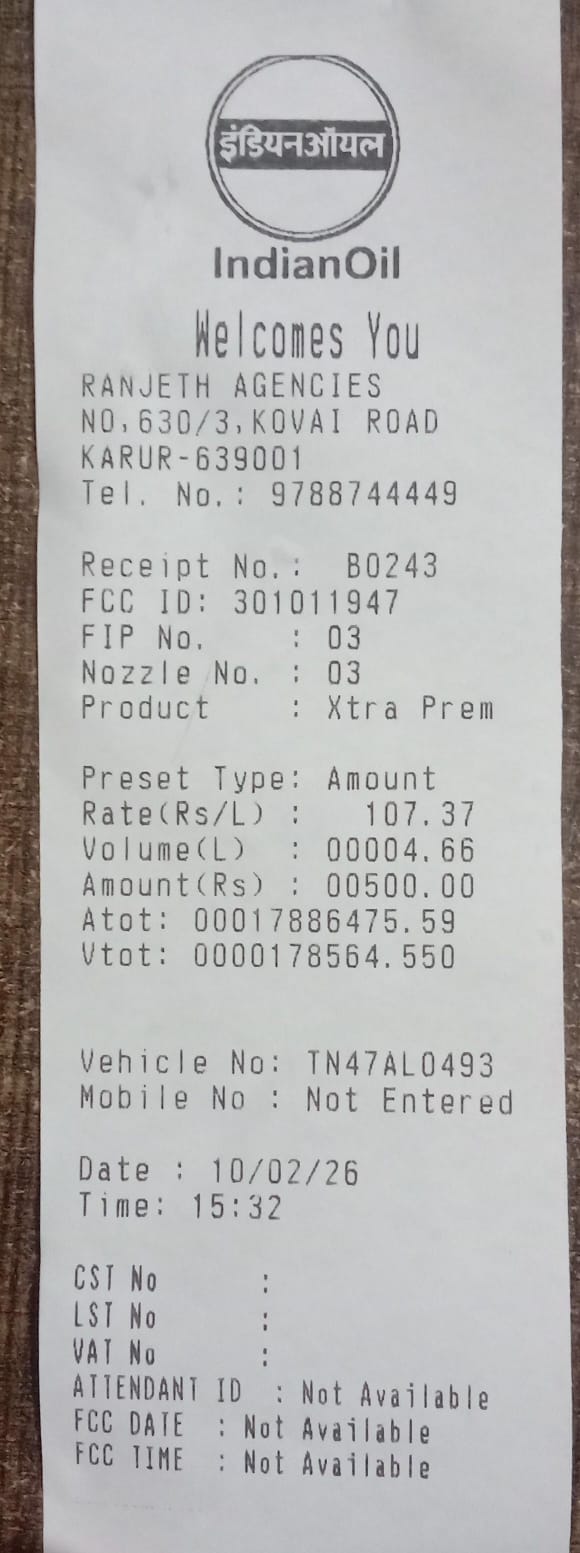 इंडियनऑयल
IndianOil
Welcomes You
RANJETH AGENCIES
NO,630/3,KOVAI ROAD
KARUR-639001
Tel. No.: 9788744449
Receipt No.: B0243
FCC ID: 301011947
FIP No. : 03
Nozzle No. : 03
Product : Xtra Prem
Preset Type: Amount
Rate(Rs/L) : 107.37
Volume(L) : 00004.66
Amount(Rs) : 00500.00
Atot: 00017886475.59
Vtot: 0000178564.550
Vehicle No: TN47AL0493
Mobile No : Not Entered
Date : 10/02/26
Time: 15:32
CST No :
LST No :
VAT No :
ATTENDANT ID : Not Available
FCC DATE : Not Available
FCC TIME : Not Available